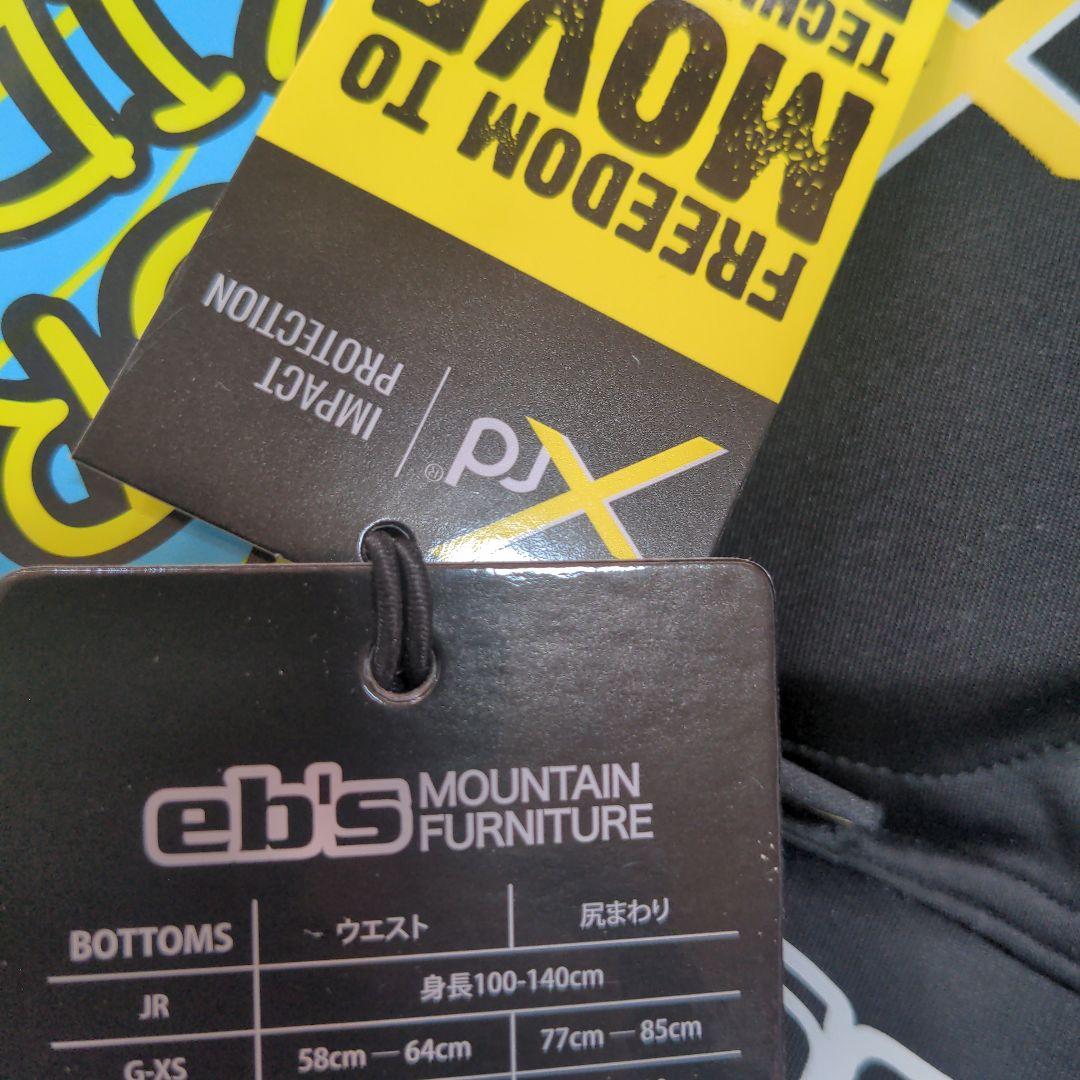 TECHN
MOVE
FREEDOM TO
IMPACT
PROTECTION
Xrd®
eb's MOUNTAIN
FURNITURE
BOTTOMS ウエスト 尻まわり
JR 身長100-140cm
G-XS 58cm — 64cm 77cm — 85cm